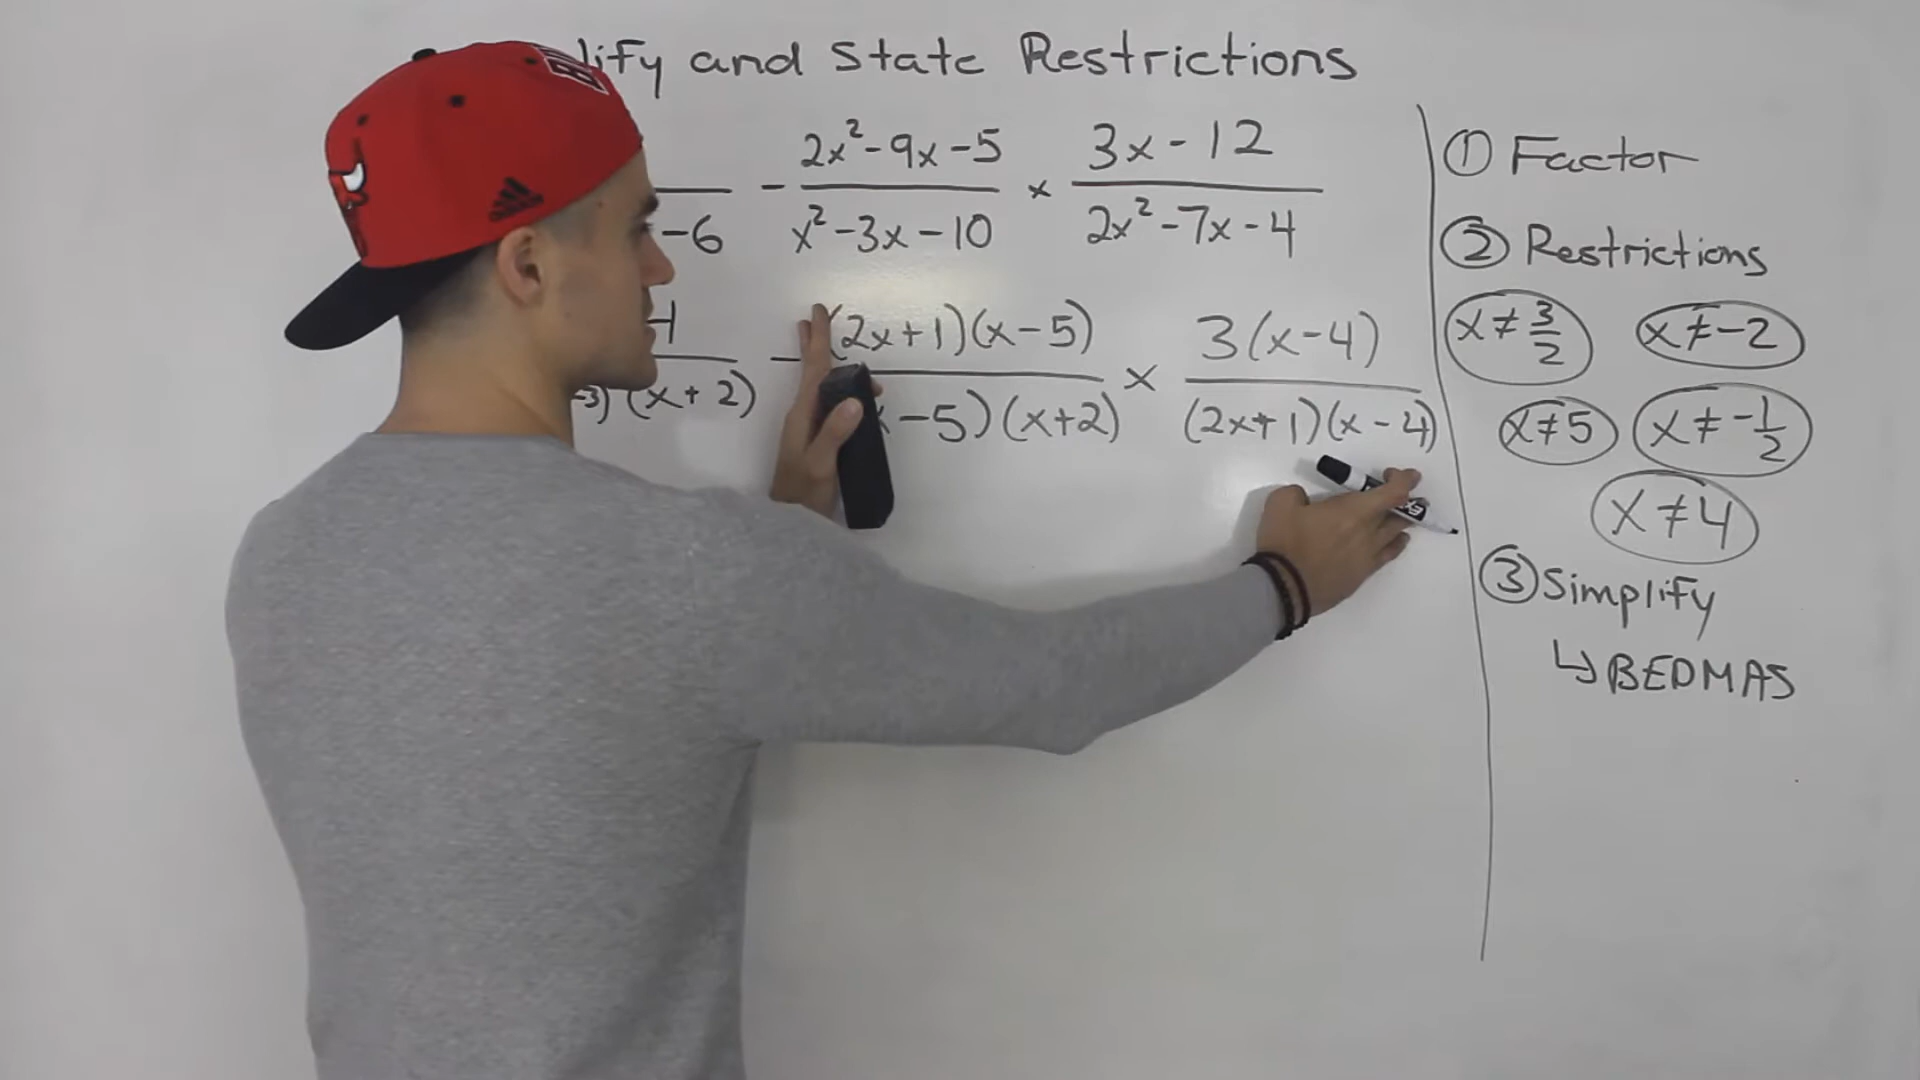 lify and State Restrictions
-6 - 2x²-9x-5 / x²-3x-10 × 3x-12 / 2x²-7x-4
-3)(x+2) - (2x+1)(x-5) / x-5)(x+2) × 3(x-4) / (2x+1)(x-4)
① Factor
② Restrictions
x≠3/2 x≠-2
x≠5 x≠-1/2
x≠4
③ Simplify
↳ BEDMAS